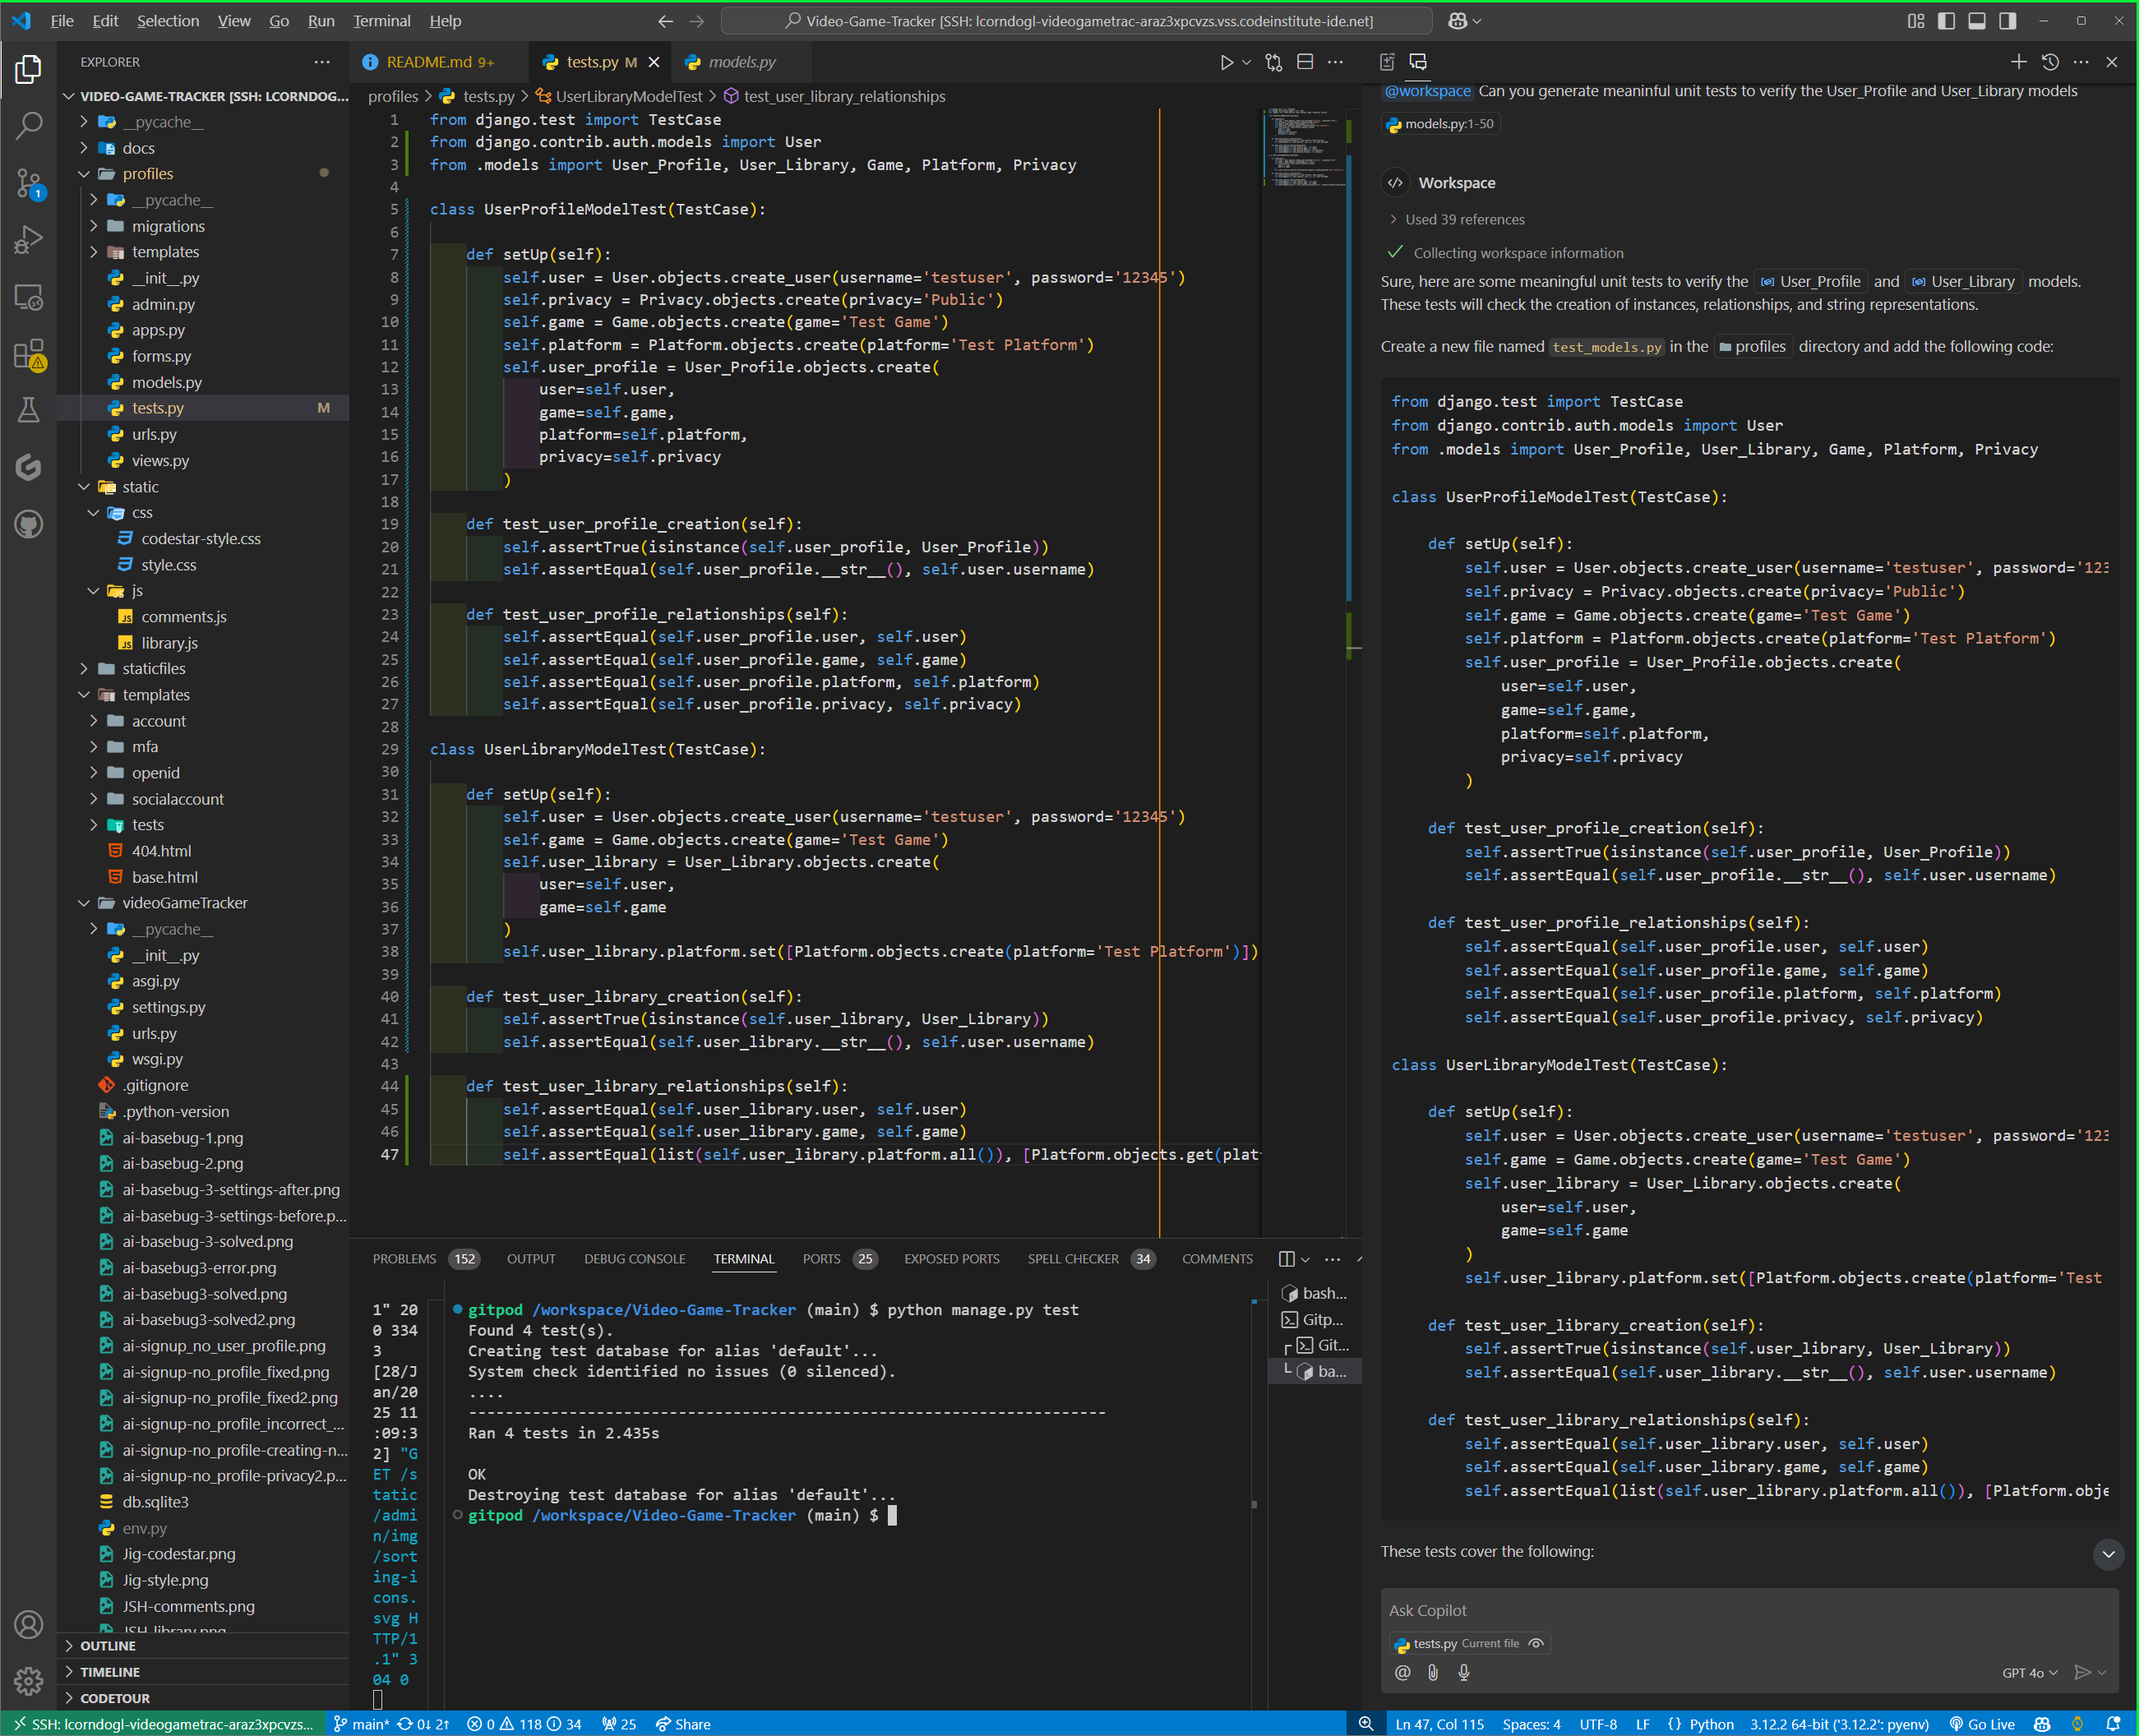 File Edit Selection View Go Run Terminal Help
Video-Game-Tracker [SSH: lcorndogl-videogametrac-araz3xpcvzs.vss.codeinstitute-ide.net]
EXPLORER
VIDEO-GAME-TRACKER [SSH: LCORNDOG...
__pycache__
docs
profiles
__pycache__
migrations
templates
__init__.py
admin.py
apps.py
forms.py
models.py
tests.py M
urls.py
views.py
static
css
codestar-style.css
style.css
js
comments.js
library.js
staticfiles
templates
account
mfa
openid
socialaccount
tests
404.html
base.html
videoGameTracker
__pycache__
__init__.py
asgi.py
settings.py
urls.py
wsgi.py
.gitignore
.python-version
ai-basebug-1.png
ai-basebug-2.png
ai-basebug-3-settings-after.png
ai-basebug-3-settings-before.p...
ai-basebug-3-solved.png
ai-basebug3-error.png
ai-basebug3-solved.png
ai-basebug3-solved2.png
ai-signup-no_user_profile.png
ai-signup-no_profile_fixed.png
ai-signup-no_profile_fixed2.png
ai-signup-no_profile_incorrect_...
ai-signup-no_profile-creating-n...
ai-signup-no_profile-privacy2.p...
db.sqlite3
env.py
Jig-codestar.png
Jig-style.png
JSH-comments.png
JSH-library.png
OUTLINE
TIMELINE
CODETOUR
README.md 9+
tests.py M
models.py
profiles > tests.py > UserLibraryModelTest > test_user_library_relationships
1 from django.test import TestCase
2 from django.contrib.auth.models import User
3 from .models import User_Profile, User_Library, Game, Platform, Privacy
4
5 class UserProfileModelTest(TestCase):
6
7 def setUp(self):
8 self.user = User.objects.create_user(username='testuser', password='12345')
9 self.privacy = Privacy.objects.create(privacy='Public')
10 self.game = Game.objects.create(game='Test Game')
11 self.platform = Platform.objects.create(platform='Test Platform')
12 self.user_profile = User_Profile.objects.create(
13 user=self.user,
14 game=self.game,
15 platform=self.platform,
16 privacy=self.privacy
17 )
18
19 def test_user_profile_creation(self):
20 self.assertTrue(isinstance(self.user_profile, User_Profile))
21 self.assertEqual(self.user_profile.__str__(), self.user.username)
22
23 def test_user_profile_relationships(self):
24 self.assertEqual(self.user_profile.user, self.user)
25 self.assertEqual(self.user_profile.game, self.game)
26 self.assertEqual(self.user_profile.platform, self.platform)
27 self.assertEqual(self.user_profile.privacy, self.privacy)
28
29 class UserLibraryModelTest(TestCase):
30
31 def setUp(self):
32 self.user = User.objects.create_user(username='testuser', password='12345')
33 self.game = Game.objects.create(game='Test Game')
34 self.user_library = User_Library.objects.create(
35 user=self.user,
36 game=self.game
37 )
38 self.user_library.platform.set([Platform.objects.create(platform='Test Platform')])
39
40 def test_user_library_creation(self):
41 self.assertTrue(isinstance(self.user_library, User_Library))
42 self.assertEqual(self.user_library.__str__(), self.user.username)
43
44 def test_user_library_relationships(self):
45 self.assertEqual(self.user_library.user, self.user)
46 self.assertEqual(self.user_library.game, self.game)
47 self.assertEqual(list(self.user_library.platform.all()), [Platform.objects.get(plat
PROBLEMS 152 OUTPUT DEBUG CONSOLE TERMINAL PORTS 25 EXPOSED PORTS SPELL CHECKER 34 COMMENTS
1" 20
0 334
3
[28/J
an/20
25 11
:09:3
2] "G
ET /s
tatic
/admi
n/img
/sort
ing-i
cons.
svg H
TTP/1
.1" 3
04 0
gitpod /workspace/Video-Game-Tracker (main) $ python manage.py test
Found 4 test(s).
Creating test database for alias 'default'...
System check identified no issues (0 silenced).
....
----------------------------------------------------------------------
Ran 4 tests in 2.435s
OK
Destroying test database for alias 'default'...
gitpod /workspace/Video-Game-Tracker (main) $
bash...
Gitp...
Git...
ba...
@workspace Can you generate meaninful unit tests to verify the User_Profile and User_Library models
models.py:1-50
Workspace
Used 39 references
Collecting workspace information
Sure, here are some meaningful unit tests to verify the User_Profile and User_Library models.
These tests will check the creation of instances, relationships, and string representations.
Create a new file named test_models.py in the profiles directory and add the following code:
from django.test import TestCase
from django.contrib.auth.models import User
from .models import User_Profile, User_Library, Game, Platform, Privacy
class UserProfileModelTest(TestCase):
def setUp(self):
self.user = User.objects.create_user(username='testuser', password='123
self.privacy = Privacy.objects.create(privacy='Public')
self.game = Game.objects.create(game='Test Game')
self.platform = Platform.objects.create(platform='Test Platform')
self.user_profile = User_Profile.objects.create(
user=self.user,
game=self.game,
platform=self.platform,
privacy=self.privacy
)
def test_user_profile_creation(self):
self.assertTrue(isinstance(self.user_profile, User_Profile))
self.assertEqual(self.user_profile.__str__(), self.user.username)
def test_user_profile_relationships(self):
self.assertEqual(self.user_profile.user, self.user)
self.assertEqual(self.user_profile.game, self.game)
self.assertEqual(self.user_profile.platform, self.platform)
self.assertEqual(self.user_profile.privacy, self.privacy)
class UserLibraryModelTest(TestCase):
def setUp(self):
self.user = User.objects.create_user(username='testuser', password='123
self.game = Game.objects.create(game='Test Game')
self.user_library = User_Library.objects.create(
user=self.user,
game=self.game
)
self.user_library.platform.set([Platform.objects.create(platform='Test
def test_user_library_creation(self):
self.assertTrue(isinstance(self.user_library, User_Library))
self.assertEqual(self.user_library.__str__(), self.user.username)
def test_user_library_relationships(self):
self.assertEqual(self.user_library.user, self.user)
self.assertEqual(self.user_library.game, self.game)
self.assertEqual(list(self.user_library.platform.all()), [Platform.obje
These tests cover the following:
Ask Copilot
tests.py Current file
GPT 4o
SSH: lcorndogl-videogametrac-araz3xpcvzs... main* 0↓ 2↑ 0 118 34 25 Share
Ln 47, Col 115 Spaces: 4 UTF-8 LF {} Python 3.12.2 64-bit ('3.12.2': pyenv) Go Live